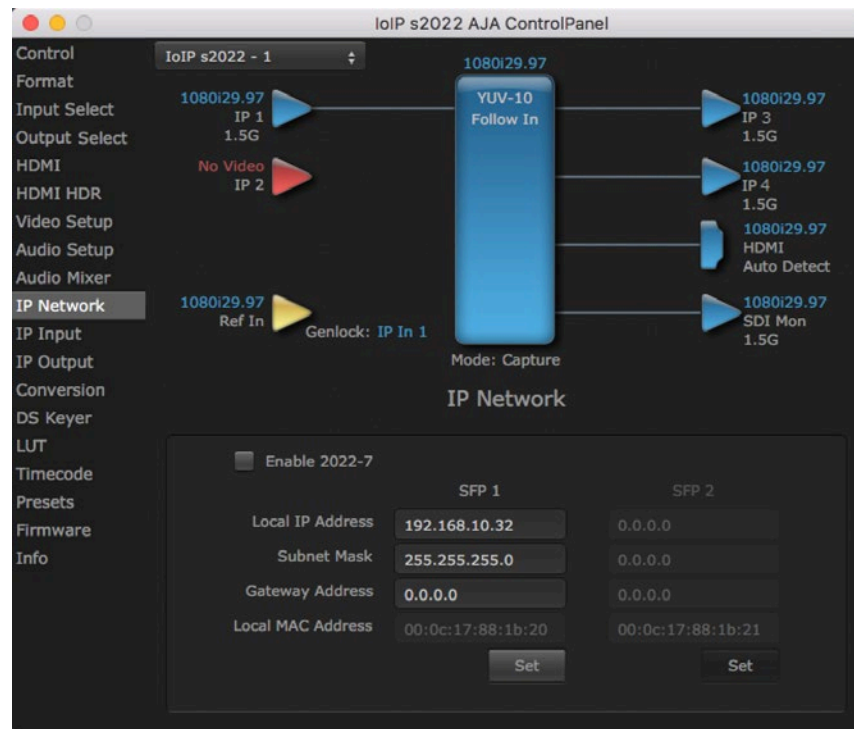 IoIP s2022 AJA ControlPanel
Control
Format
Input Select
Output Select
HDMI
HDMI HDR
Video Setup
Audio Setup
Audio Mixer
IP Network
IP Input
IP Output
Conversion
DS Keyer
LUT
Timecode
Presets
Firmware
Info
IoIP s2022 - 1
1080i29.97
IP 1
1.5G
No Video
IP 2
1080i29.97
Ref In
Genlock: IP In 1
1080i29.97
YUV-10
Follow In
Mode: Capture
1080i29.97
IP 3
1.5G
1080i29.97
IP 4
1.5G
1080i29.97
HDMI
Auto Detect
1080i29.97
SDI Mon
1.5G
IP Network
Enable 2022-7
SFP 1 SFP 2
Local IP Address 192.168.10.32 0.0.0.0
Subnet Mask 255.255.255.0 0.0.0.0
Gateway Address 0.0.0.0 0.0.0.0
Local MAC Address 00:0c:17:88:1b:20 00:0c:17:88:1b:21
Set Set